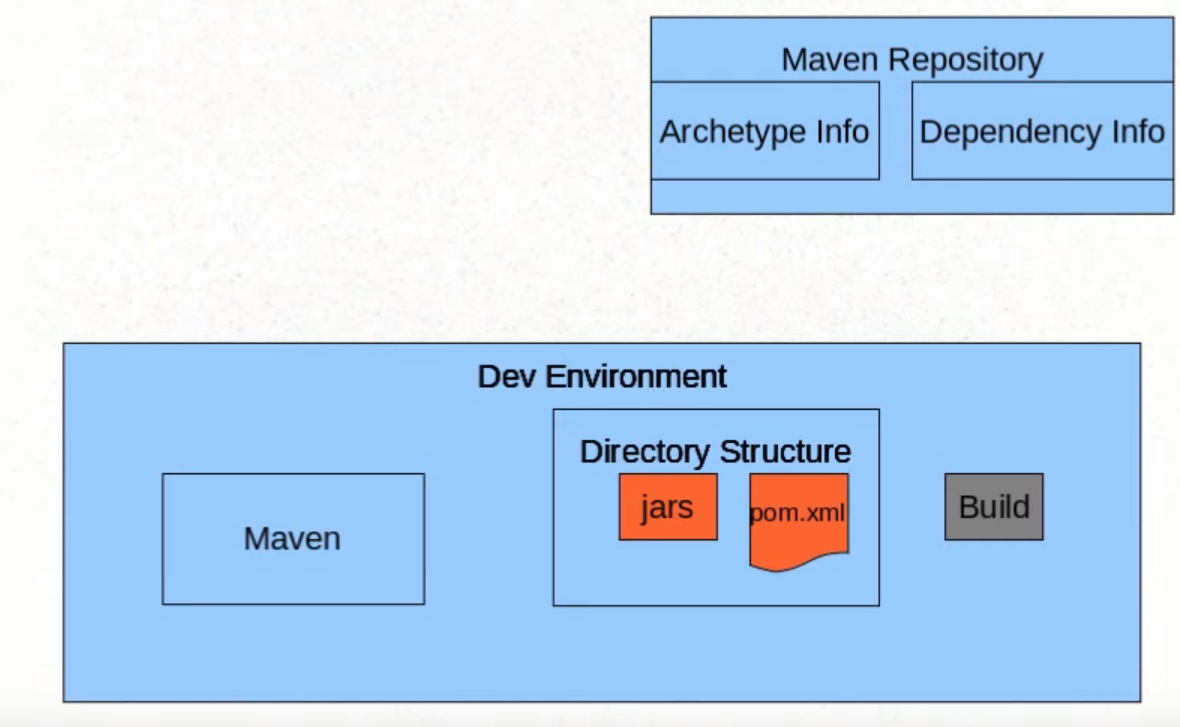 Maven Repository
Archetype Info
Dependency Info
Dev Environment
Directory Structure
jars
pom.xml
Build
Maven